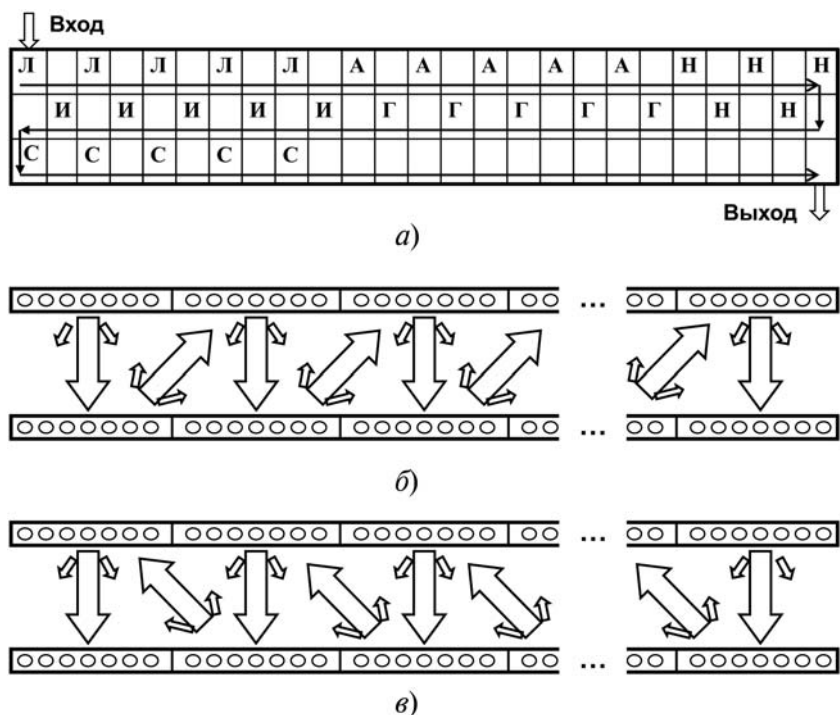 Вход
Л Л Л Л Л А А А А А Н Н Н
И И И И И Г Г Г Г Г Н Н
С С С С С
Выход
а)
...
...
б)
...
...
в)